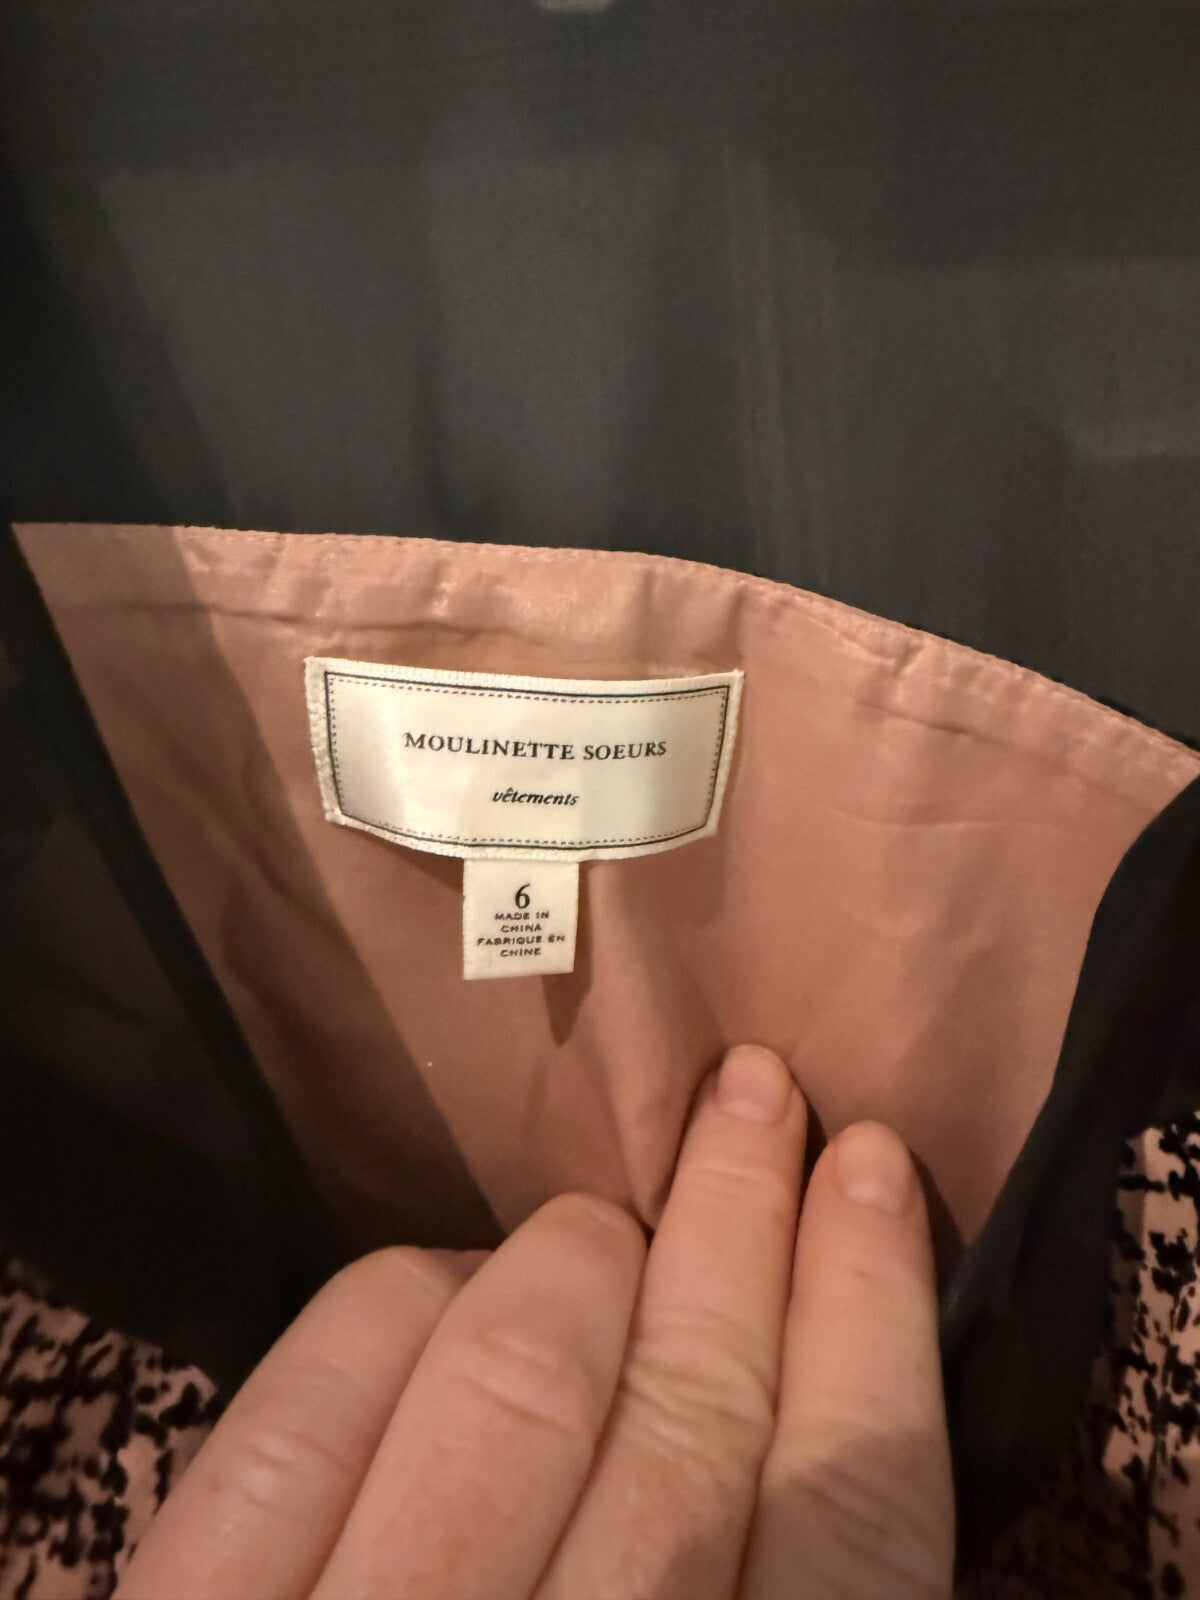 MOULINETTE SOEURS
vêtements
6
MADE IN
CHINA
FABRIQUE EN
CHINE